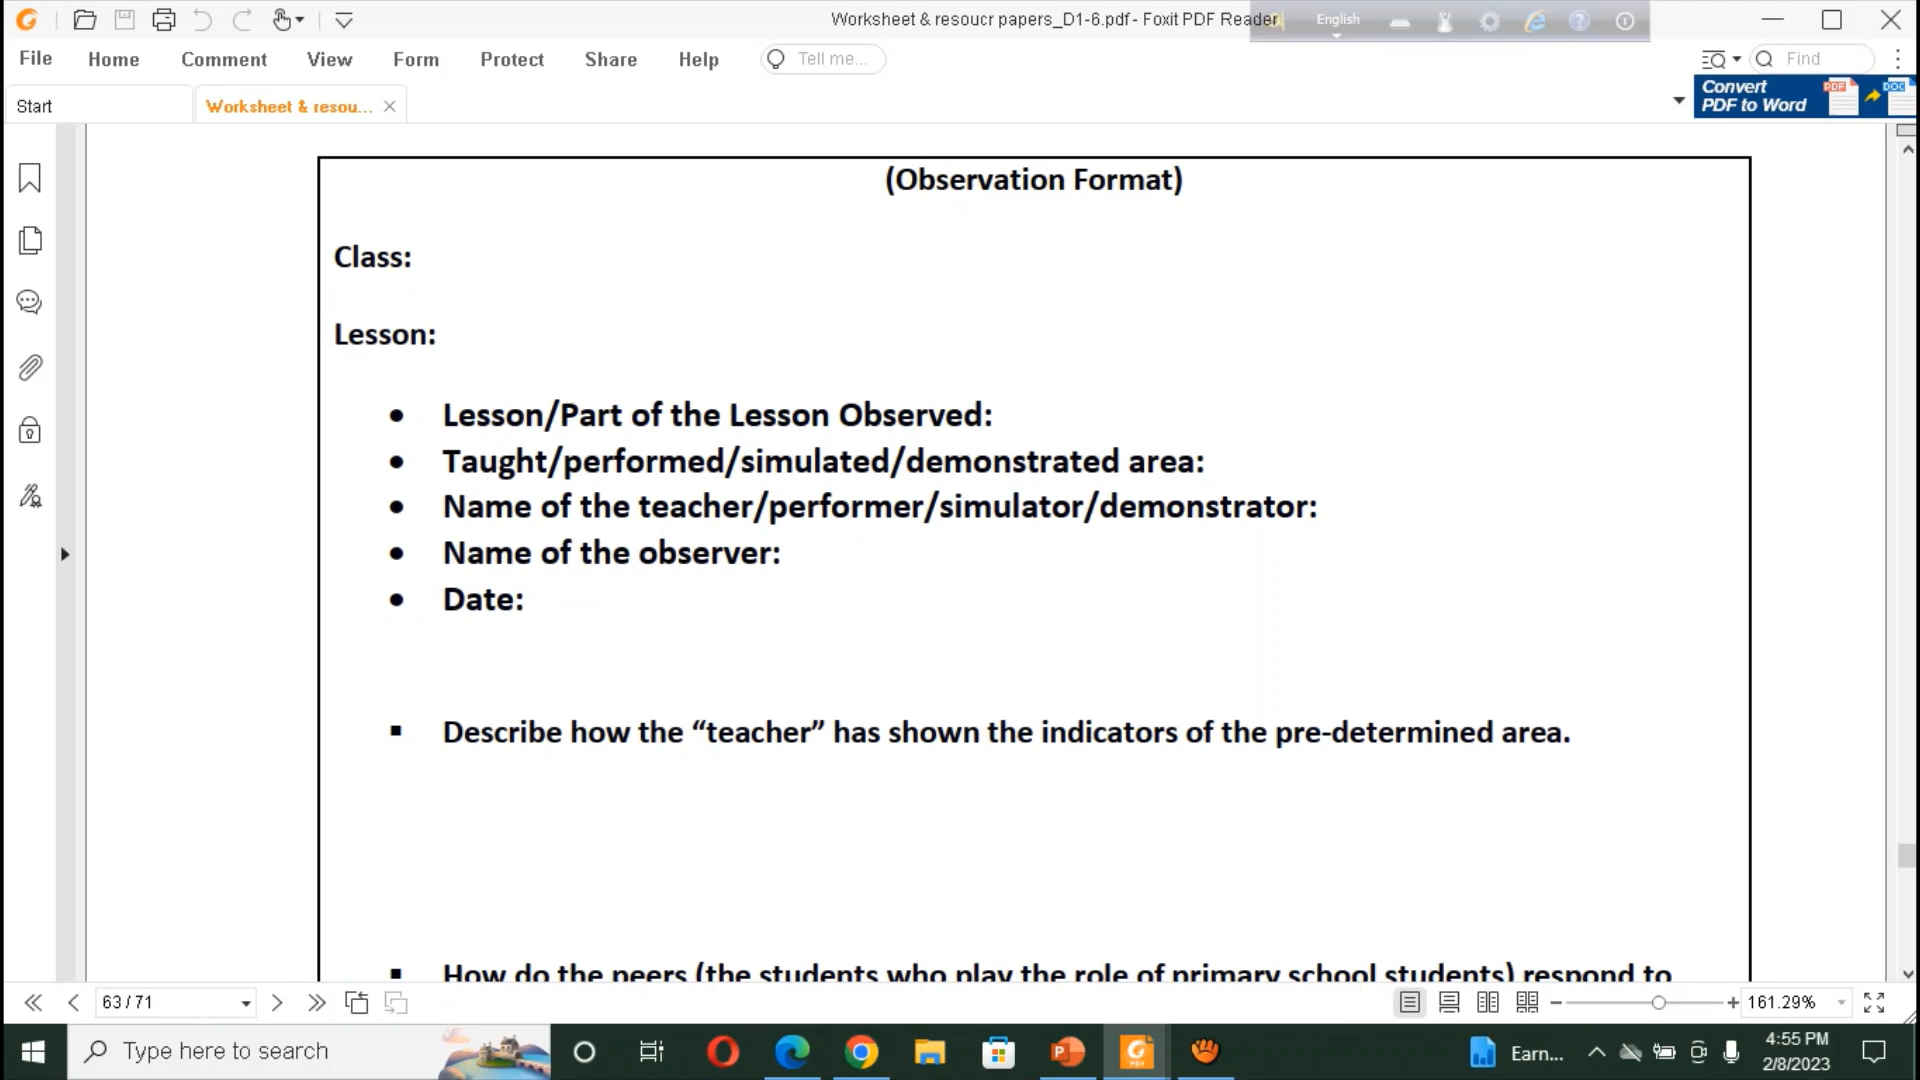 Worksheet & resoucr papers_D1-6.pdf - Foxit PDF Reader
English
File Home Comment View Form Protect Share Help Tell me... Find
Start Worksheet & resou... Convert PDF to Word PDF DOC
(Observation Format)
Class:
Lesson:
• Lesson/Part of the Lesson Observed:
• Taught/performed/simulated/demonstrated area:
• Name of the teacher/performer/simulator/demonstrator:
• Name of the observer:
• Date:
▪ Describe how the “teacher” has shown the indicators of the pre-determined area.
▪ How do the peers (the students who play the role of primary school students) respond to
63 / 71 161.29%
Type here to search Earn... 4:55 PM
2/8/2023